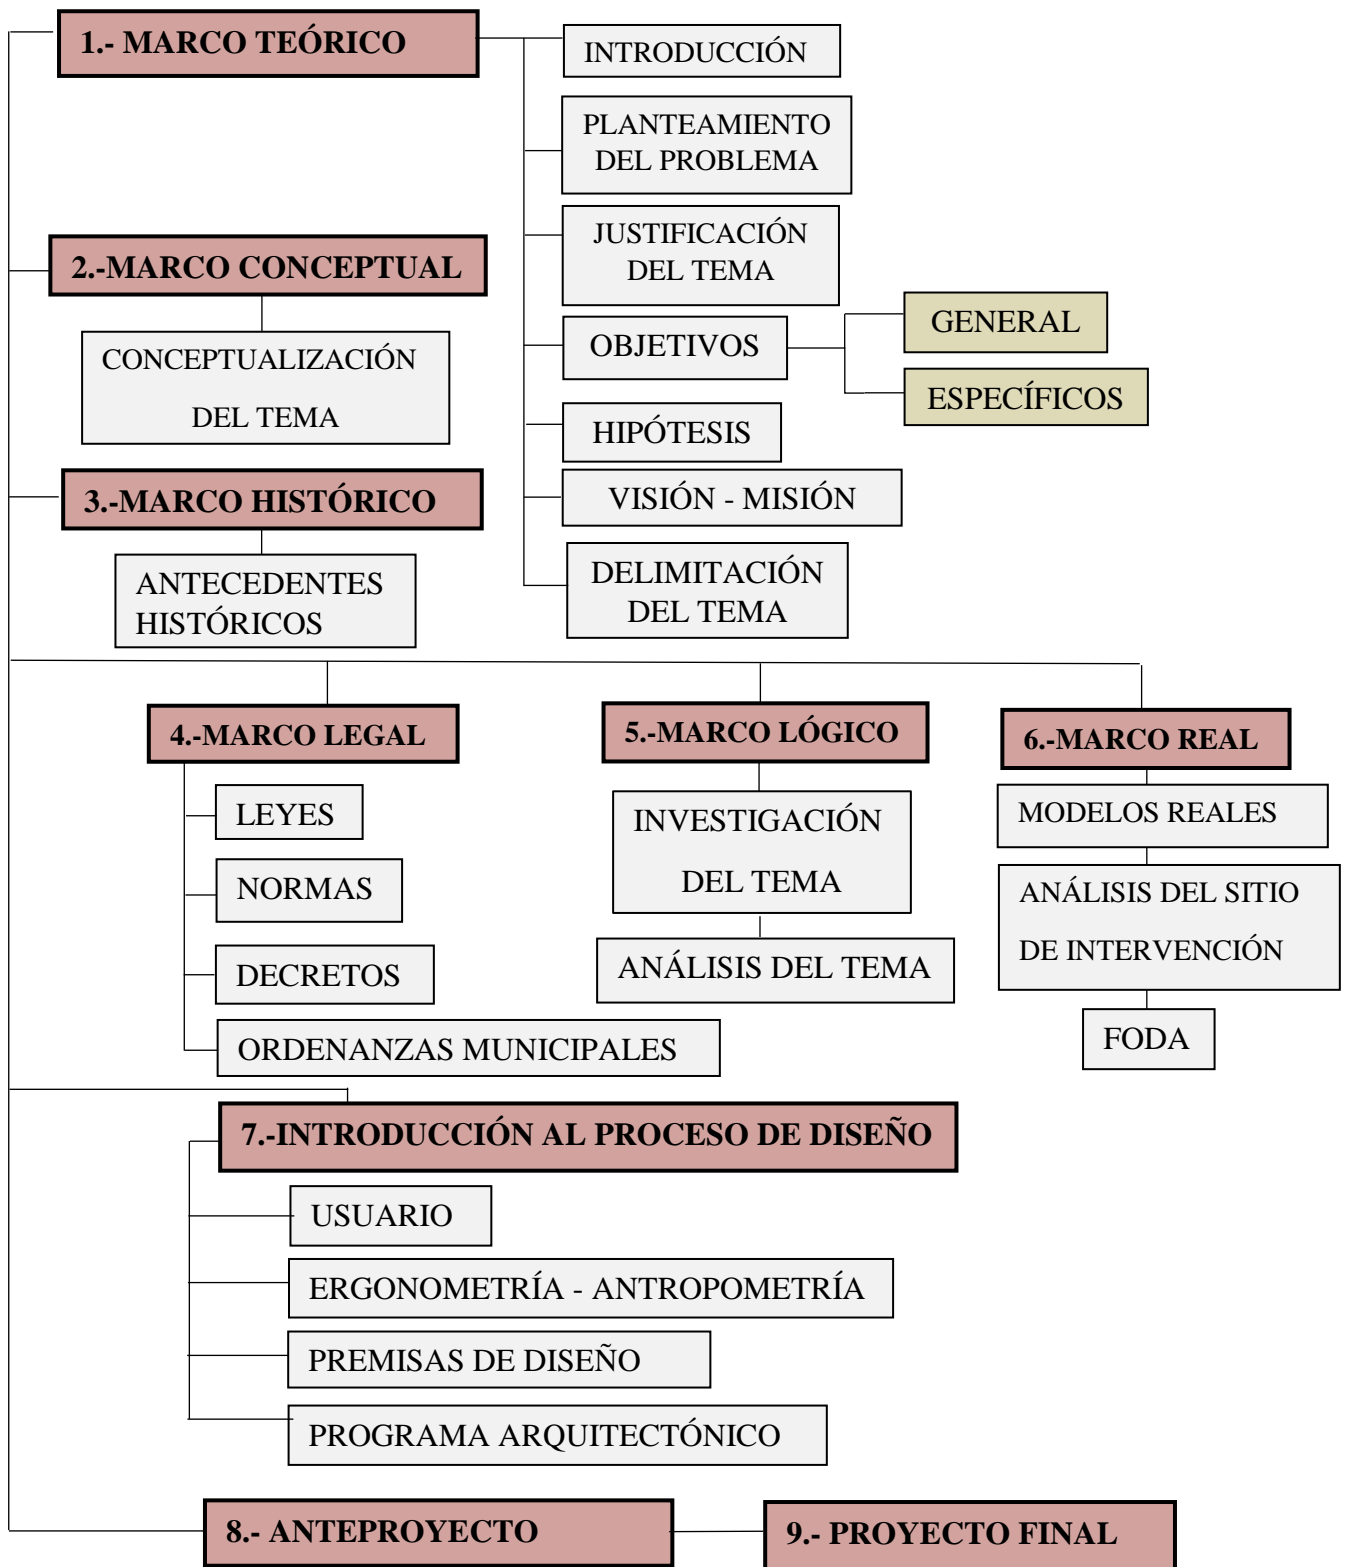 1.- MARCO TEÓRICO
INTRODUCCIÓN
PLANTEAMIENTO
DEL PROBLEMA
JUSTIFICACIÓN
DEL TEMA
OBJETIVOS
GENERAL
ESPECÍFICOS
HIPÓTESIS
VISIÓN - MISIÓN
DELIMITACIÓN
DEL TEMA
2.-MARCO CONCEPTUAL
CONCEPTUALIZACIÓN
DEL TEMA
3.-MARCO HISTÓRICO
ANTECEDENTES
HISTÓRICOS
4.-MARCO LEGAL
LEYES
NORMAS
DECRETOS
ORDENANZAS MUNICIPALES
5.-MARCO LÓGICO
INVESTIGACIÓN
DEL TEMA
ANÁLISIS DEL TEMA
6.-MARCO REAL
MODELOS REALES
ANÁLISIS DEL SITIO
DE INTERVENCIÓN
FODA
7.-INTRODUCCIÓN AL PROCESO DE DISEÑO
USUARIO
ERGONOMETRÍA - ANTROPOMETRÍA
PREMISAS DE DISEÑO
PROGRAMA ARQUITECTÓNICO
8.- ANTEPROYECTO
9.- PROYECTO FINAL